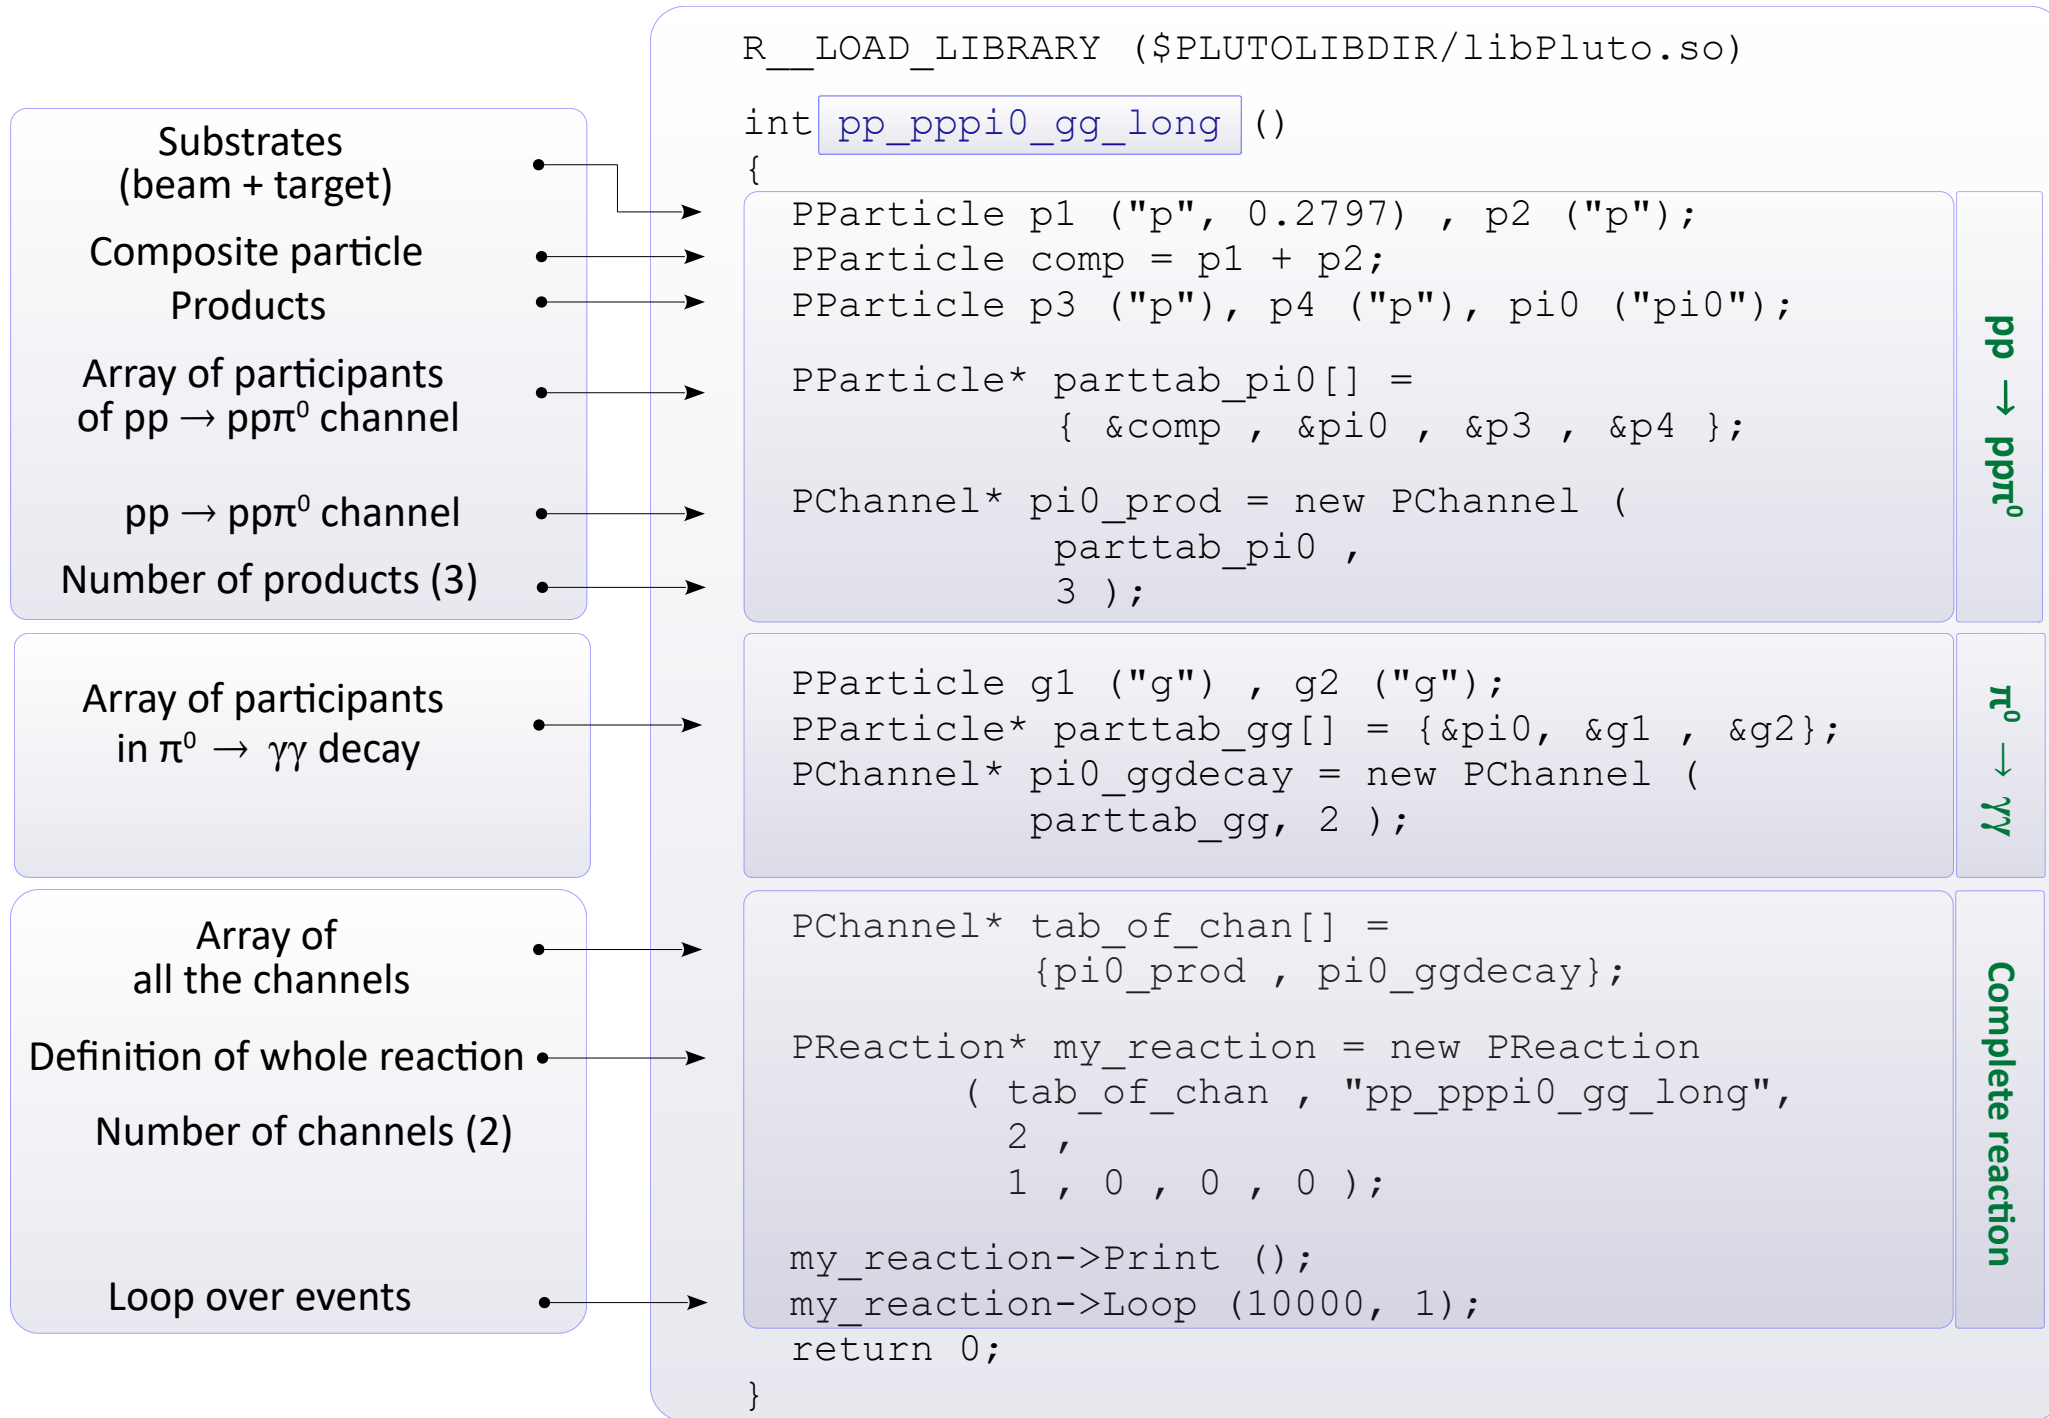 R__LOAD_LIBRARY ($PLUTOLIBDIR/libPluto.so)
int pp_pppi0_gg_long ()
{
Substrates
(beam + target)
Composite particle
Products
Array of participants
of pp → ppπ⁰ channel
pp → ppπ⁰ channel
Number of products (3)
PParticle p1 ("p", 0.2797) , p2 ("p");
PParticle comp = p1 + p2;
PParticle p3 ("p"), p4 ("p"), pi0 ("pi0");
PParticle* parttab_pi0[] =
{ &comp , &pi0 , &p3 , &p4 };
PChannel* pi0_prod = new PChannel (
parttab_pi0 ,
3 );
pp → ppπ⁰
Array of participants
in π⁰ → γγ decay
PParticle g1 ("g") , g2 ("g");
PParticle* parttab_gg[] = {&pi0, &g1 , &g2};
PChannel* pi0_ggdecay = new PChannel (
parttab_gg, 2 );
π⁰ → γγ
Array of
all the channels
Definition of whole reaction
Number of channels (2)
Loop over events
PChannel* tab_of_chan[] =
{pi0_prod , pi0_ggdecay};
PReaction* my_reaction = new PReaction
( tab_of_chan , "pp_pppi0_gg_long",
2 ,
1 , 0 , 0 , 0 );
my_reaction->Print ();
my_reaction->Loop (10000, 1);
Complete reaction
return 0;
}